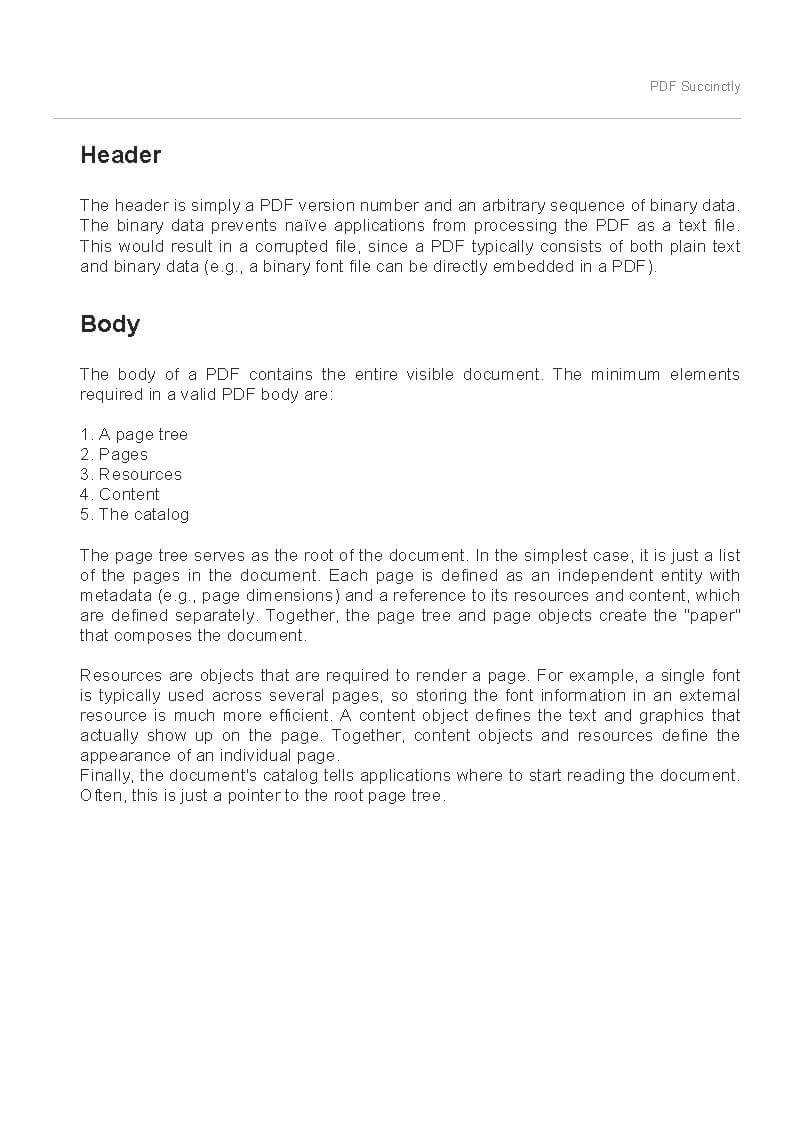 PDF Succinctly
Header
The header is simply a PDF version number and an arbitrary sequence of binary data.
The binary data prevents naïve applications from processing the PDF as a text file.
This would result in a corrupted file, since a PDF typically consists of both plain text
and binary data (e.g., a binary font file can be directly embedded in a PDF).
Body
The body of a PDF contains the entire visible document. The minimum elements
required in a valid PDF body are:
1. A page tree
2. Pages
3. Resources
4. Content
5. The catalog
The page tree serves as the root of the document. In the simplest case, it is just a list
of the pages in the document. Each page is defined as an independent entity with
metadata (e.g., page dimensions) and a reference to its resources and content, which
are defined separately. Together, the page tree and page objects create the "paper"
that composes the document.
Resources are objects that are required to render a page. For example, a single font
is typically used across several pages, so storing the font information in an external
resource is much more efficient. A content object defines the text and graphics that
actually show up on the page. Together, content objects and resources define the
appearance of an individual page.
Finally, the document's catalog tells applications where to start reading the document.
Often, this is just a pointer to the root page tree.